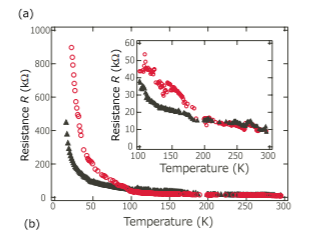 (a)
1000
800
600
400
200
0
Resistance R (kΩ)
0 50 100 150 200 250 300
Temperature (K)
60
50
40
30
20
10
0
Resistance R (kΩ)
100 150 200 250 300
Temperature (K)
(b)